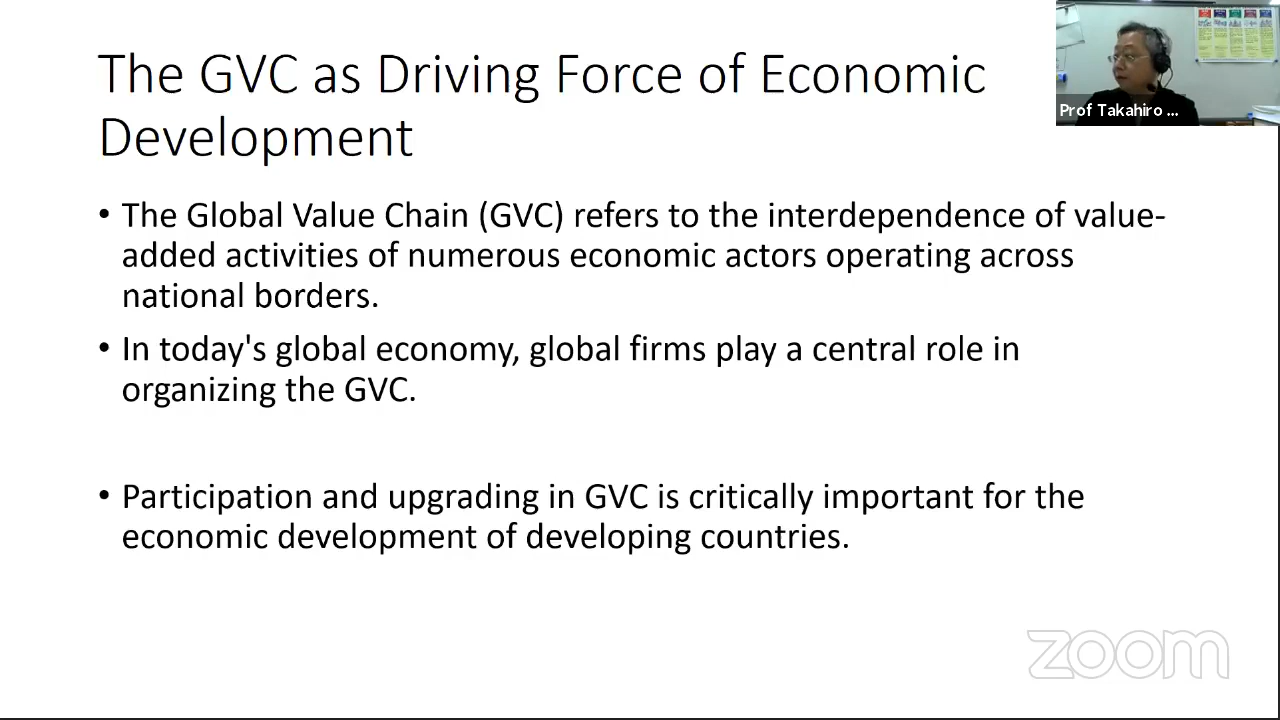 The GVC as Driving Force of Economic
Development
Prof Takahiro ...
• The Global Value Chain (GVC) refers to the interdependence of value-
added activities of numerous economic actors operating across
national borders.
• In today's global economy, global firms play a central role in
organizing the GVC.
• Participation and upgrading in GVC is critically important for the
economic development of developing countries.
zoom